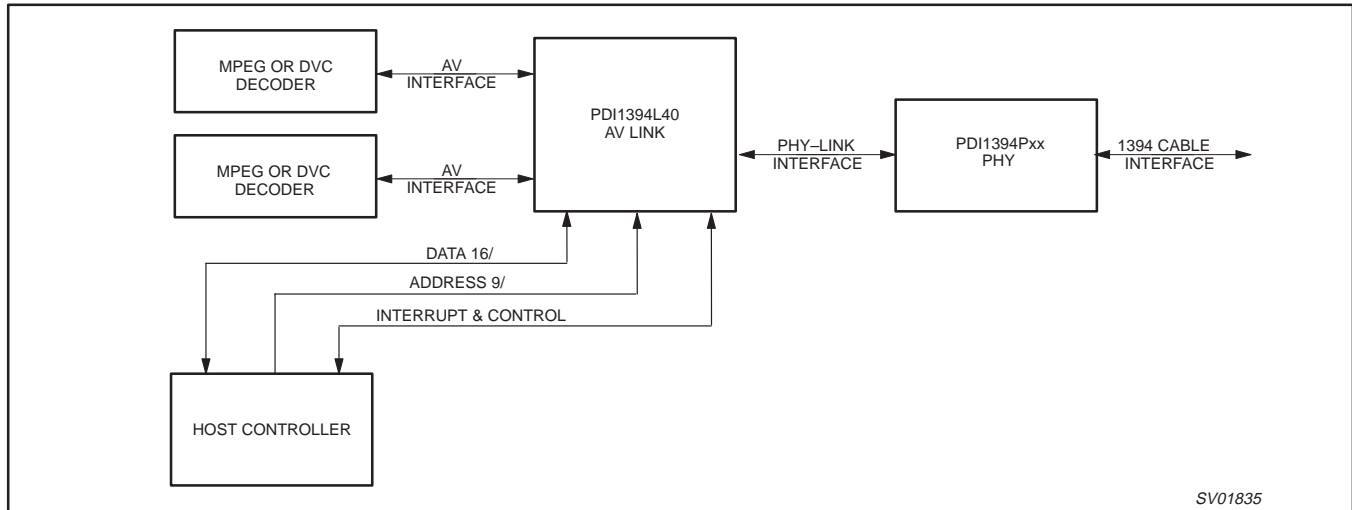 MPEG OR DVC
DECODER
AV
INTERFACE
PDI1394L40
AV LINK
PHY–LINK
INTERFACE
PDI1394Pxx
PHY
1394 CABLE
INTERFACE
MPEG OR DVC
DECODER
AV
INTERFACE
DATA 16/
ADDRESS 9/
INTERRUPT & CONTROL
HOST CONTROLLER
SV01835